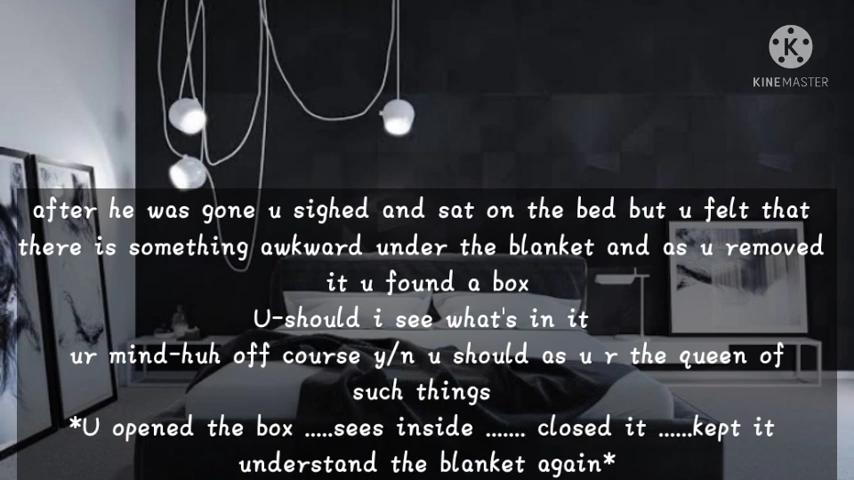 KINEMASTER
after he was gone u sighed and sat on the bed but u felt that
there is something awkward under the blanket and as u removed
it u found a box
U-should i see what's in it
ur mind-huh off course y/n u should as u r the queen of
such things
*U opened the box .....sees inside ....... closed it ......kept it
understand the blanket again*